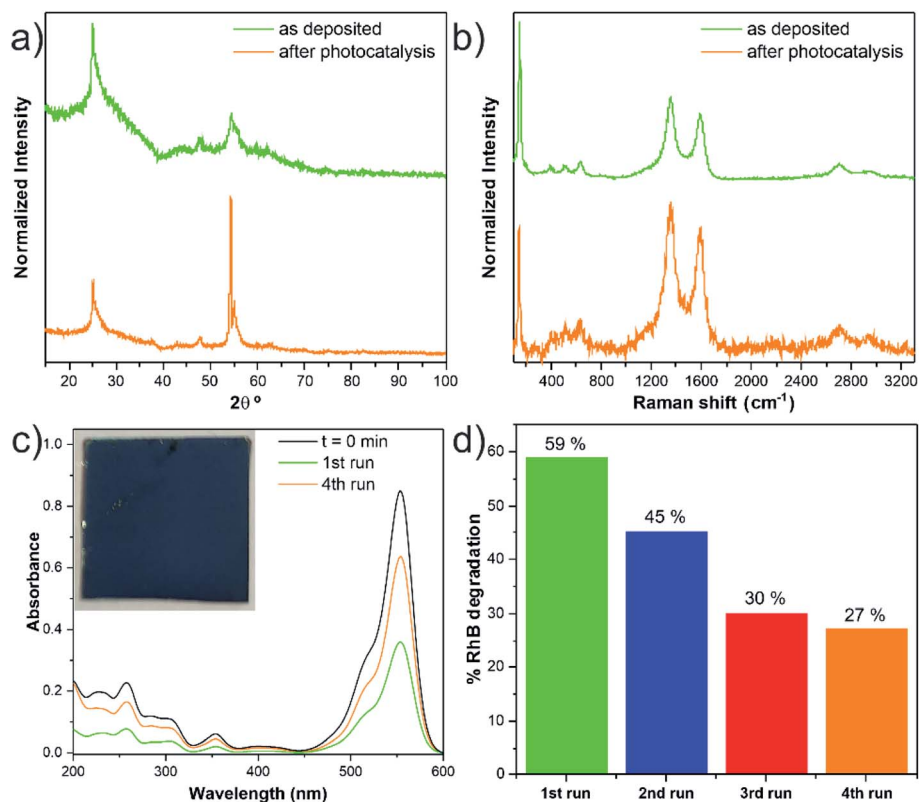 a)
as deposited
after photocatalysis
Normalized Intensity
20 30 40 50 60 70 80 90 100
2θ º
b)
as deposited
after photocatalysis
Normalized Intensity
400 800 1200 1600 2000 2400 2800 3200
Raman shift (cm-1)
c)
t = 0 min
1st run
4th run
1.0
0.8
0.6
0.4
0.2
0.0
Absorbance
200 300 400 500 600
Wavelength (nm)
d)
% RhB degradation
60
50
40
30
20
10
0
59 %
45 %
30 %
27 %
1st run 2nd run 3rd run 4th run